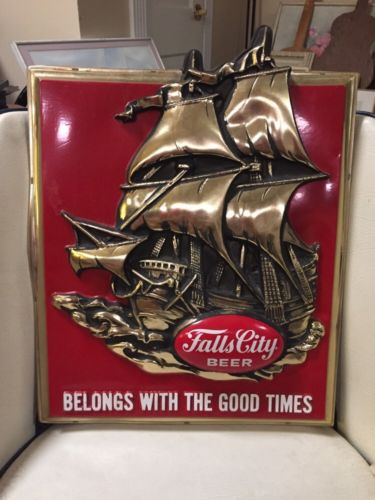 Falls City
BEER
BELONGS WITH THE GOOD TIMES